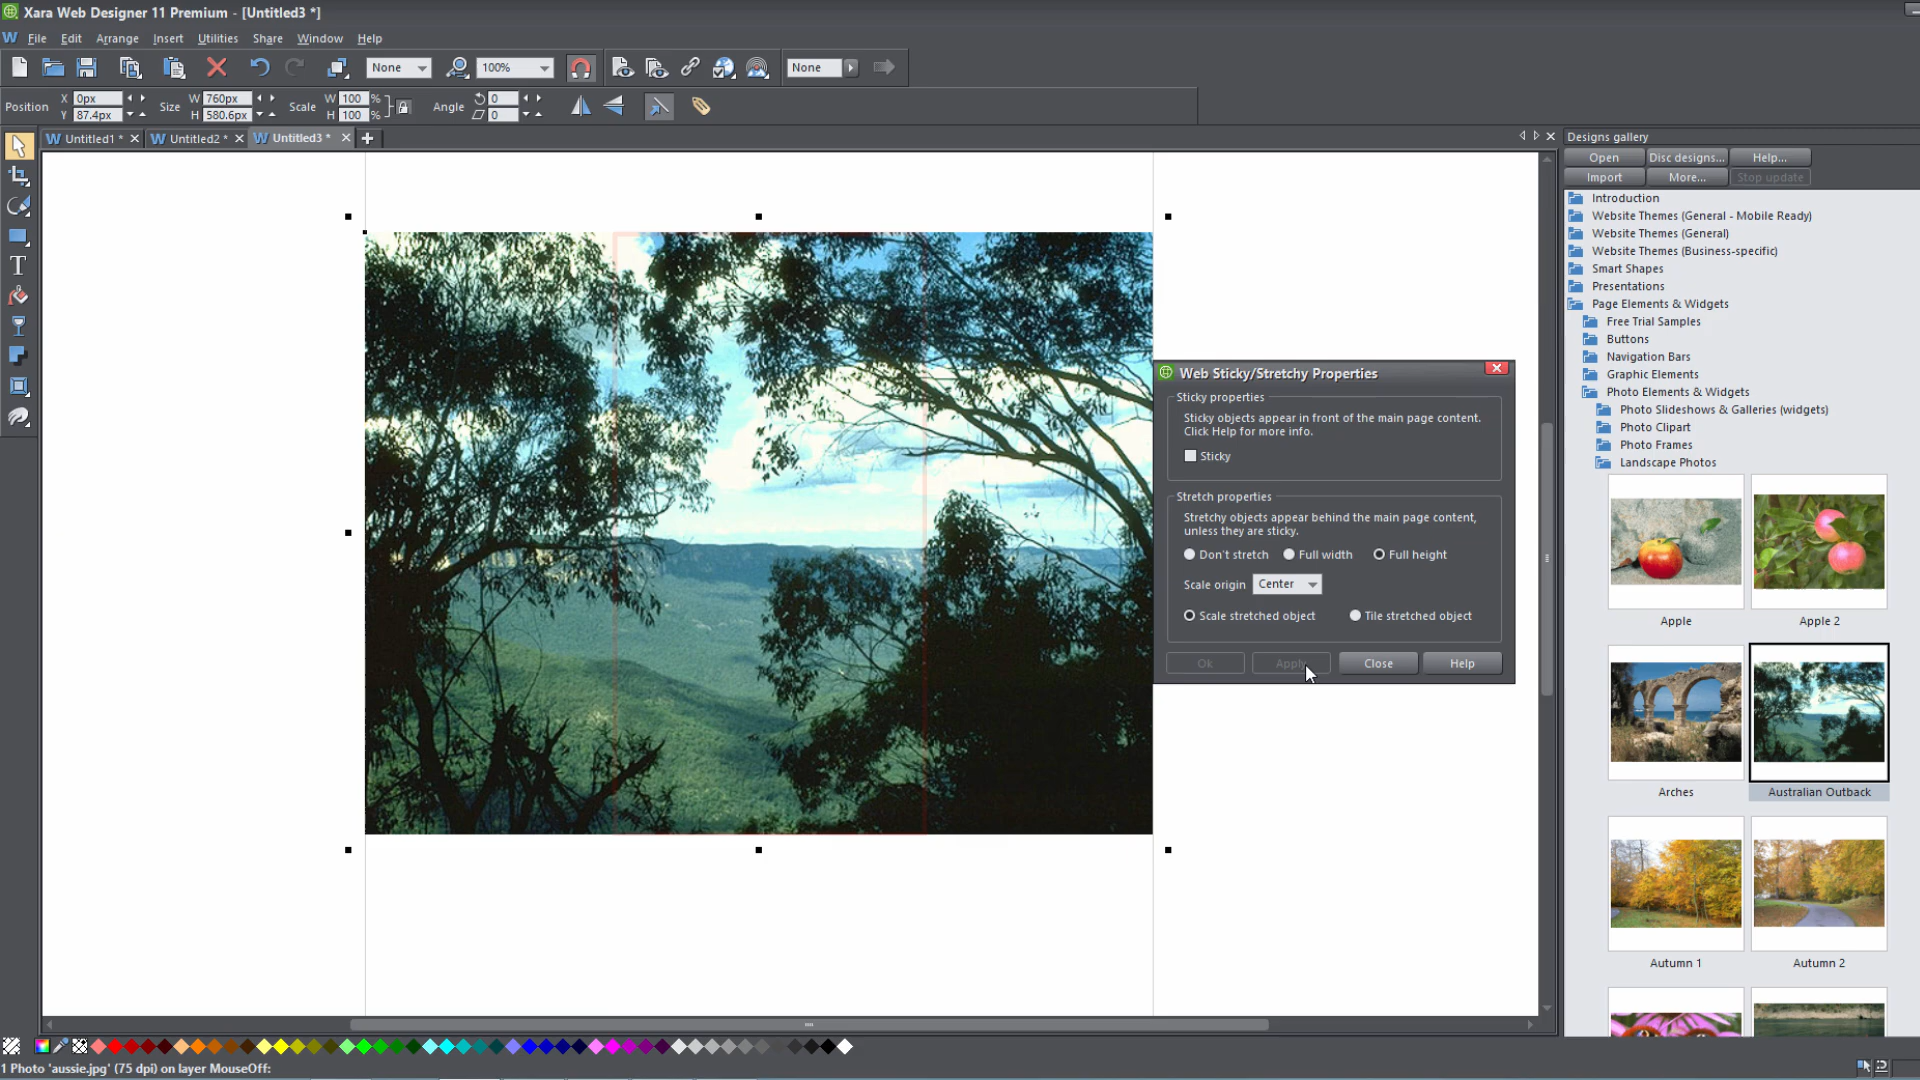 Xara Web Designer 11 Premium - [Untitled3 *]
File Edit Arrange Insert Utilities Share Window Help
None 100% None
Position X 0px Y 87.4px Size W 760px H 580.6px Scale W 100 % H 100 % Angle 0 0
Untitled1 * Untitled2 * Untitled3 *
Designs gallery
Open Disc designs... Help...
Import More... Stop update
Introduction
Website Themes (General - Mobile Ready)
Website Themes (General)
Website Themes (Business-specific)
Smart Shapes
Presentations
Page Elements & Widgets
Free Trial Samples
Buttons
Navigation Bars
Graphic Elements
Photo Elements & Widgets
Photo Slideshows & Galleries (widgets)
Photo Clipart
Photo Frames
Landscape Photos
Apple Apple 2
Arches Australian Outback
Autumn 1 Autumn 2
Web Sticky/Stretchy Properties
Sticky properties
Sticky objects appear in front of the main page content.
Click Help for more info.
Sticky
Stretch properties
Stretchy objects appear behind the main page content,
unless they are sticky.
Don't stretch Full width Full height
Scale origin Center
Scale stretched object Tile stretched object
Ok Apply Close Help
1 Photo 'aussie.jpg' (75 dpi) on layer MouseOff: